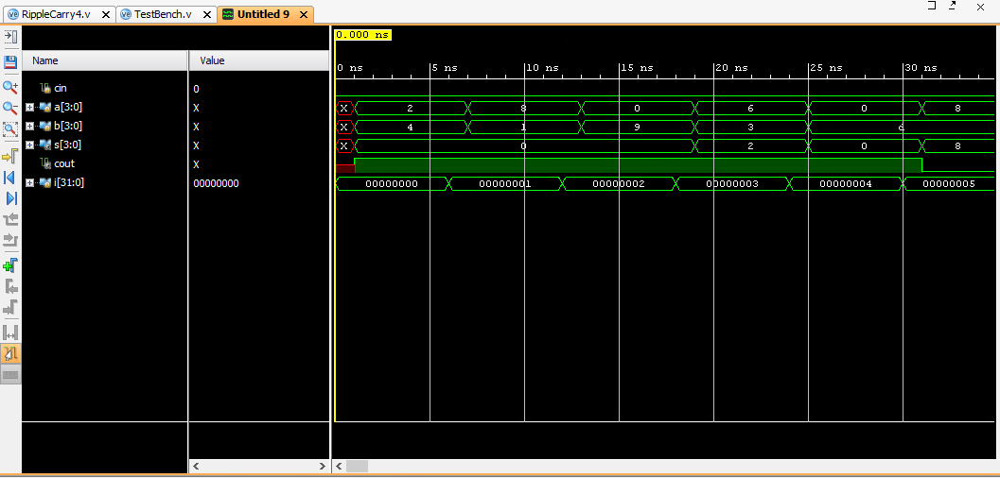 RippleCarry4.v TestBench.v Untitled 9
0.000 ns
Name Value
0 ns 5 ns 10 ns 15 ns 20 ns 25 ns 30 ns
cin 0
a[3:0] X X 2 8 0 6 0 8
b[3:0] X X 4 1 9 3 d
s[3:0] X X 0 2 0 8
cout X
i[31:0] 00000000 00000000 00000001 00000002 00000003 00000004 00000005